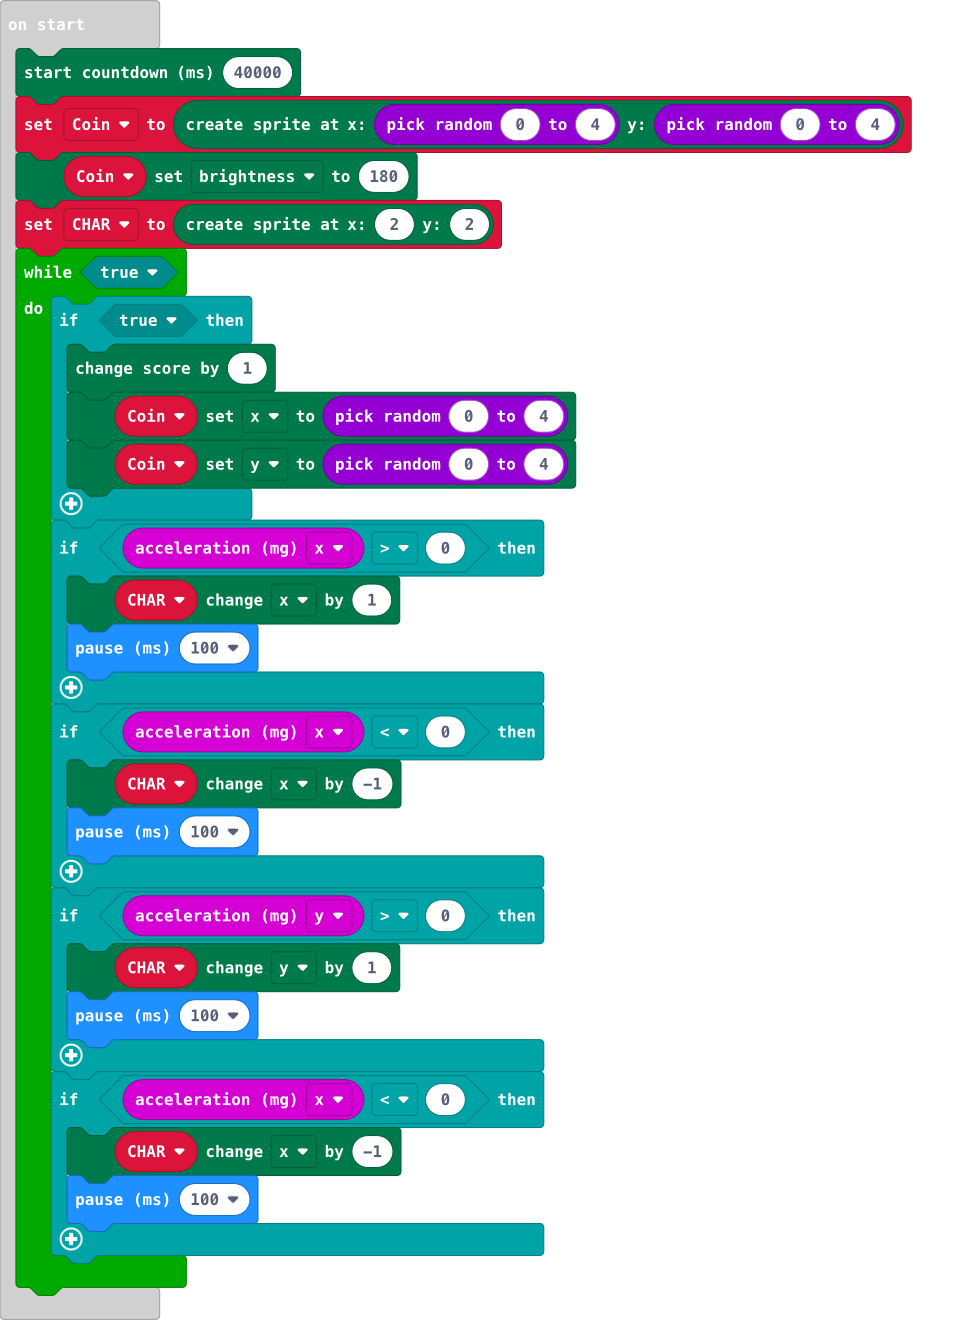 on start
start countdown (ms) 40000
set Coin to create sprite at x: pick random 0 to 4 y: pick random 0 to 4
Coin set brightness to 180
set CHAR to create sprite at x: 2 y: 2
while true
do
if true then
change score by 1
Coin set x to pick random 0 to 4
Coin set y to pick random 0 to 4
if acceleration (mg) x > 0 then
CHAR change x by 1
pause (ms) 100
if acceleration (mg) x < 0 then
CHAR change x by -1
pause (ms) 100
if acceleration (mg) y > 0 then
CHAR change y by 1
pause (ms) 100
if acceleration (mg) x < 0 then
CHAR change x by -1
pause (ms) 100